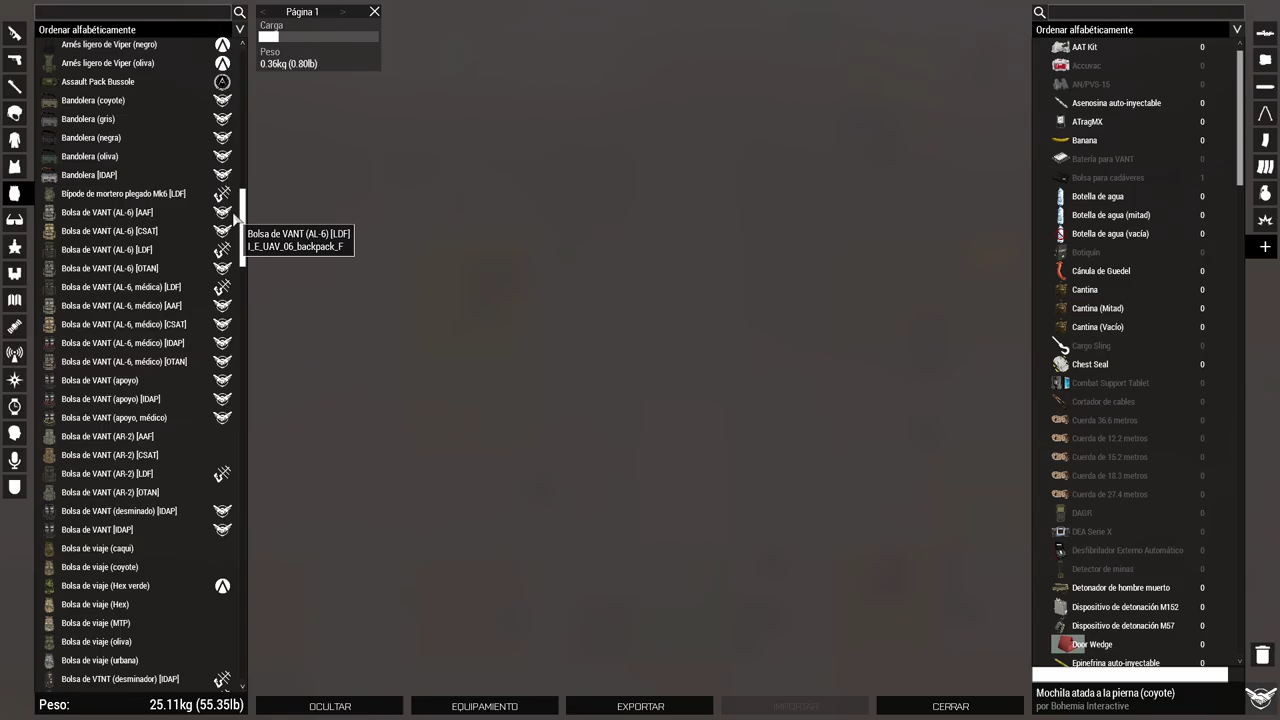 Ordenar alfabéticamente
Arnés ligero de Viper (negro)
Arnés ligero de Viper (oliva)
Assault Pack Bussole
Bandolera (coyote)
Bandolera (gris)
Bandolera (negra)
Bandolera (oliva)
Bandolera [IDAP]
Bípode de mortero plegado Mk6 [LDF]
Bolsa de VANT (AL-6) [AAF]
Bolsa de VANT (AL-6) [CSAT]
Bolsa de VANT (AL-6) [LDF]
Bolsa de VANT (AL-6) [OTAN]
Bolsa de VANT (AL-6, médica) [LDF]
Bolsa de VANT (AL-6, médico) [AAF]
Bolsa de VANT (AL-6, médico) [CSAT]
Bolsa de VANT (AL-6, médico) [IDAP]
Bolsa de VANT (AL-6, médico) [OTAN]
Bolsa de VANT (apoyo)
Bolsa de VANT (apoyo) [IDAP]
Bolsa de VANT (apoyo, médico)
Bolsa de VANT (AR-2) [AAF]
Bolsa de VANT (AR-2) [CSAT]
Bolsa de VANT (AR-2) [LDF]
Bolsa de VANT (AR-2) [OTAN]
Bolsa de VANT (desminado) [IDAP]
Bolsa de VANT [IDAP]
Bolsa de viaje (caqui)
Bolsa de viaje (coyote)
Bolsa de viaje (Hex verde)
Bolsa de viaje (Hex)
Bolsa de viaje (MTP)
Bolsa de viaje (oliva)
Bolsa de viaje (urbana)
Bolsa de VTNT (desminador) [IDAP]
Peso: 25.11kg (55.35lb)
< Página 1 >
Carga
Peso
0.36kg (0.80lb)
Bolsa de VANT (AL-6) [LDF]
I_E_UAV_06_backpack_F
OCULTAR
EQUIPAMIENTO
EXPORTAR
IMPORTAR
CERRAR
Ordenar alfabéticamente
AAT Kit 0
Accuvac 0
AN/PVS-15 0
Asenosina auto-inyectable 0
ATragMX 0
Banana 0
Batería para VANT 0
Bolsa para cadáveres 1
Botella de agua 0
Botella de agua (mitad) 0
Botella de agua (vacía) 0
Botiquín 0
Cánula de Guedel 0
Cantina 0
Cantina (Mitad) 0
Cantina (Vacío) 0
Cargo Sling 0
Chest Seal 0
Combat Support Tablet 0
Cortador de cables 0
Cuerda 36.6 metros 0
Cuerda de 12.2 metros 0
Cuerda de 15.2 metros 0
Cuerda de 18.3 metros 0
Cuerda de 27.4 metros 0
DAGR 0
DEA Serie X 0
Desfibrilador Externo Automático 0
Detector de minas 0
Detonador de hombre muerto 0
Dispositivo de detonación M152 0
Dispositivo de detonación M57 0
Door Wedge 0
Epinefrina auto-inyectable 0
Mochila atada a la pierna (coyote)
por Bohemia Interactive